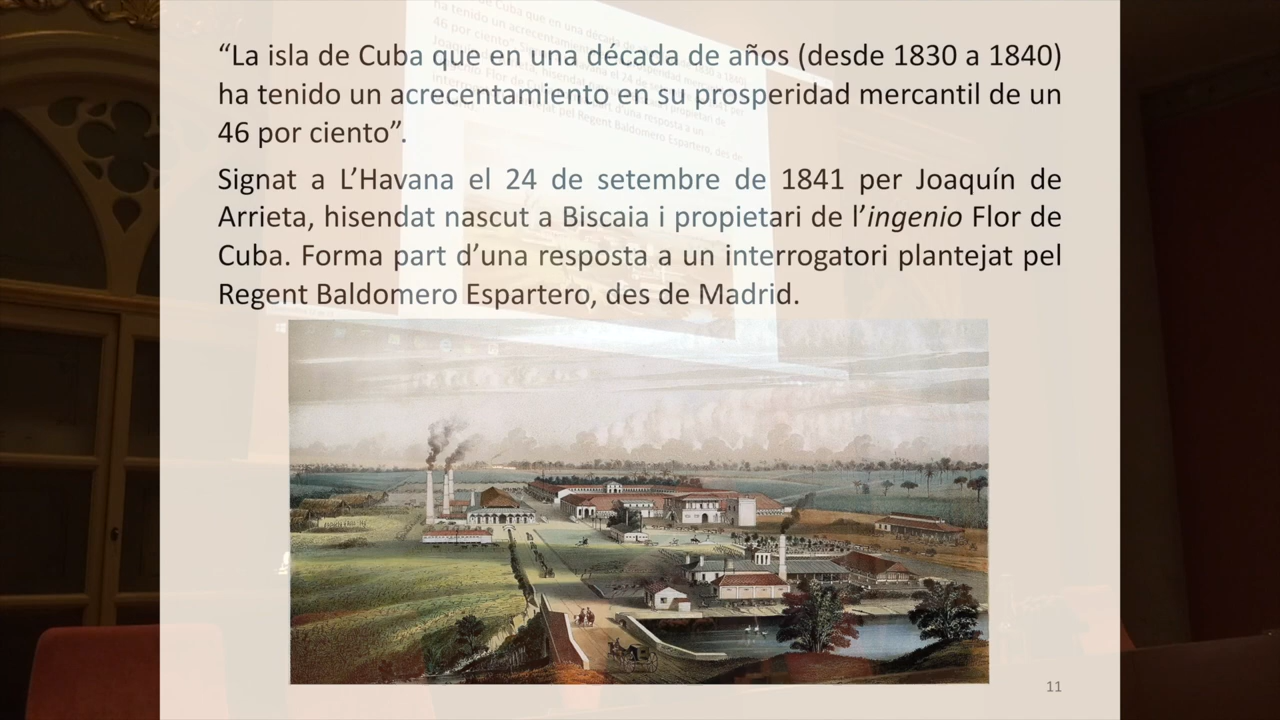 “La isla de Cuba que en una década de años (desde 1830 a 1840)
ha tenido un acrecentamiento en su prosperidad mercantil de un
46 por ciento”.
Signat a L’Havana el 24 de setembre de 1841 per Joaquín de
Arrieta, hisendat nascut a Biscaia i propietari de l’ingenio Flor de
Cuba. Forma part d’una resposta a un interrogatori plantejat pel
Regent Baldomero Espartero, des de Madrid.
11